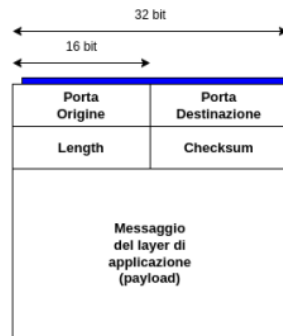 32 bit
16 bit
Porta
Origine
Porta
Destinazione
Length
Checksum
Messaggio
del layer di
applicazione
(payload)